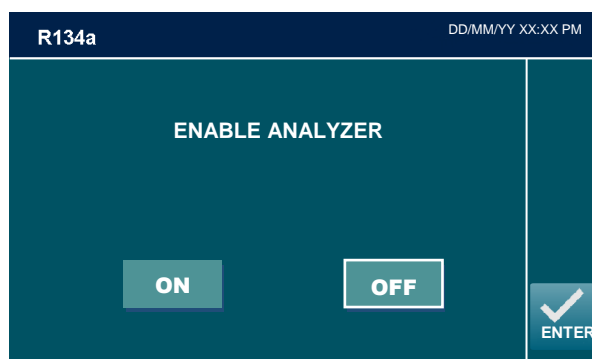 R134a DD/MM/YY XX:XX PM
ENABLE ANALYZER
ON OFF
ENTER